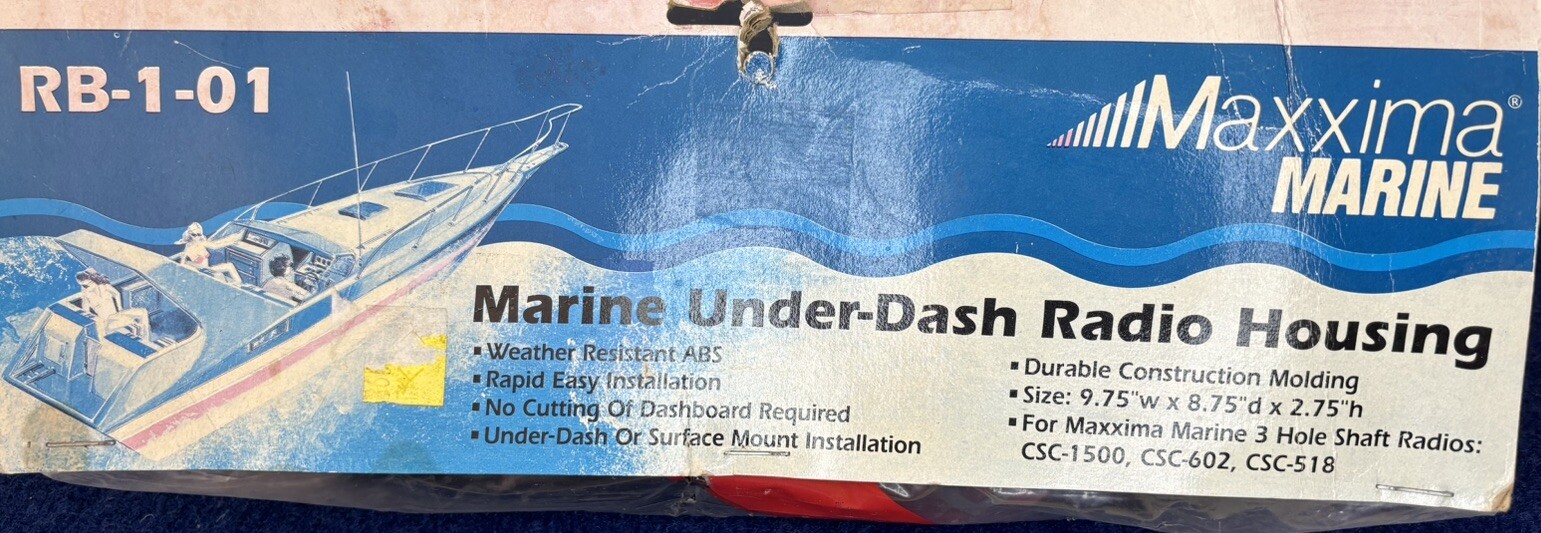 RB-1-01
Maxxima®
MARINE
Marine Under-Dash Radio Housing
▪ Weather Resistant ABS
▪ Rapid Easy Installation
▪ No Cutting Of Dashboard Required
▪ Under-Dash Or Surface Mount Installation
▪ Durable Construction Molding
▪ Size: 9.75"w x 8.75"d x 2.75"h
▪ For Maxxima Marine 3 Hole Shaft Radios:
CSC-1500, CSC-602, CSC-518